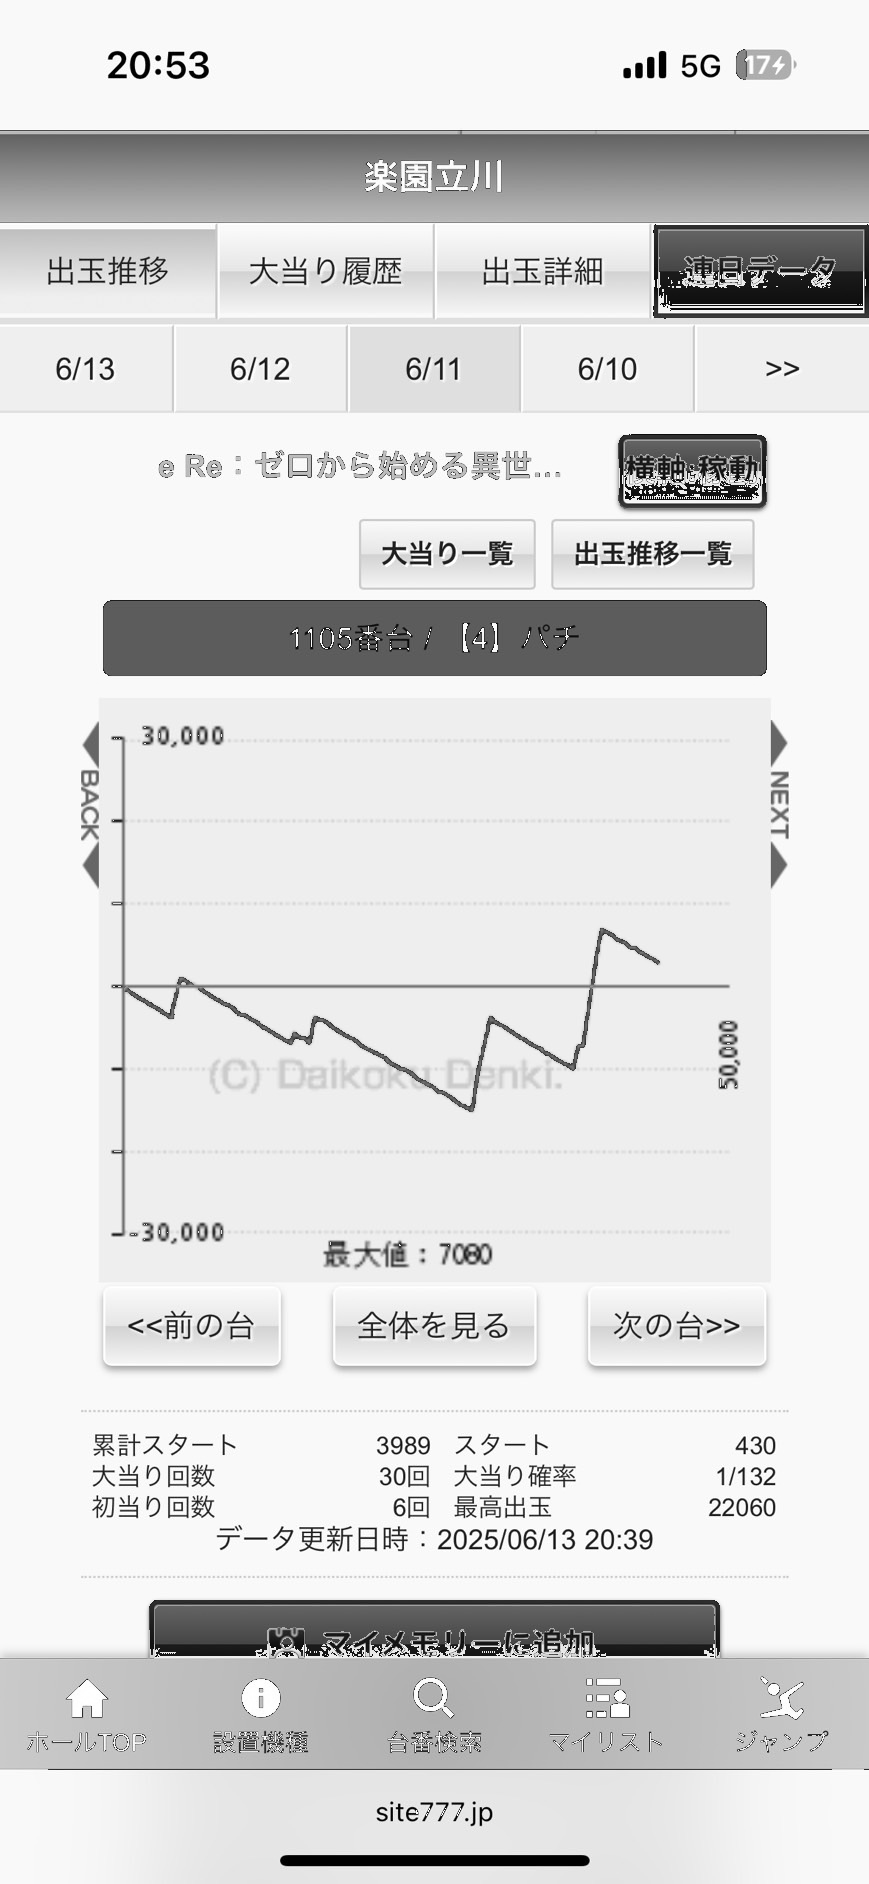 20:53 5G 17
楽園立川
出玉推移 大当り履歴 出玉詳細 連日データ
6/13 6/12 6/11 6/10 >>
e Re：ゼロから始める異世... 横軸:稼動
大当り一覧 出玉推移一覧
1105番台 / 【4】パチ
30,000
BACK
NEXT
50,000
(C) Daikoku Denki.
-30,000
最大値：7080
<<前の台 全体を見る 次の台>>
累計スタート 3989 スタート 430
大当り回数 30回 大当り確率 1/132
初当り回数 6回 最高出玉 22060
データ更新日時：2025/06/13 20:39
マイメモリーに追加
ホールTOP 設置機種 台番検索 マイリスト ジャンプ
site777.jp